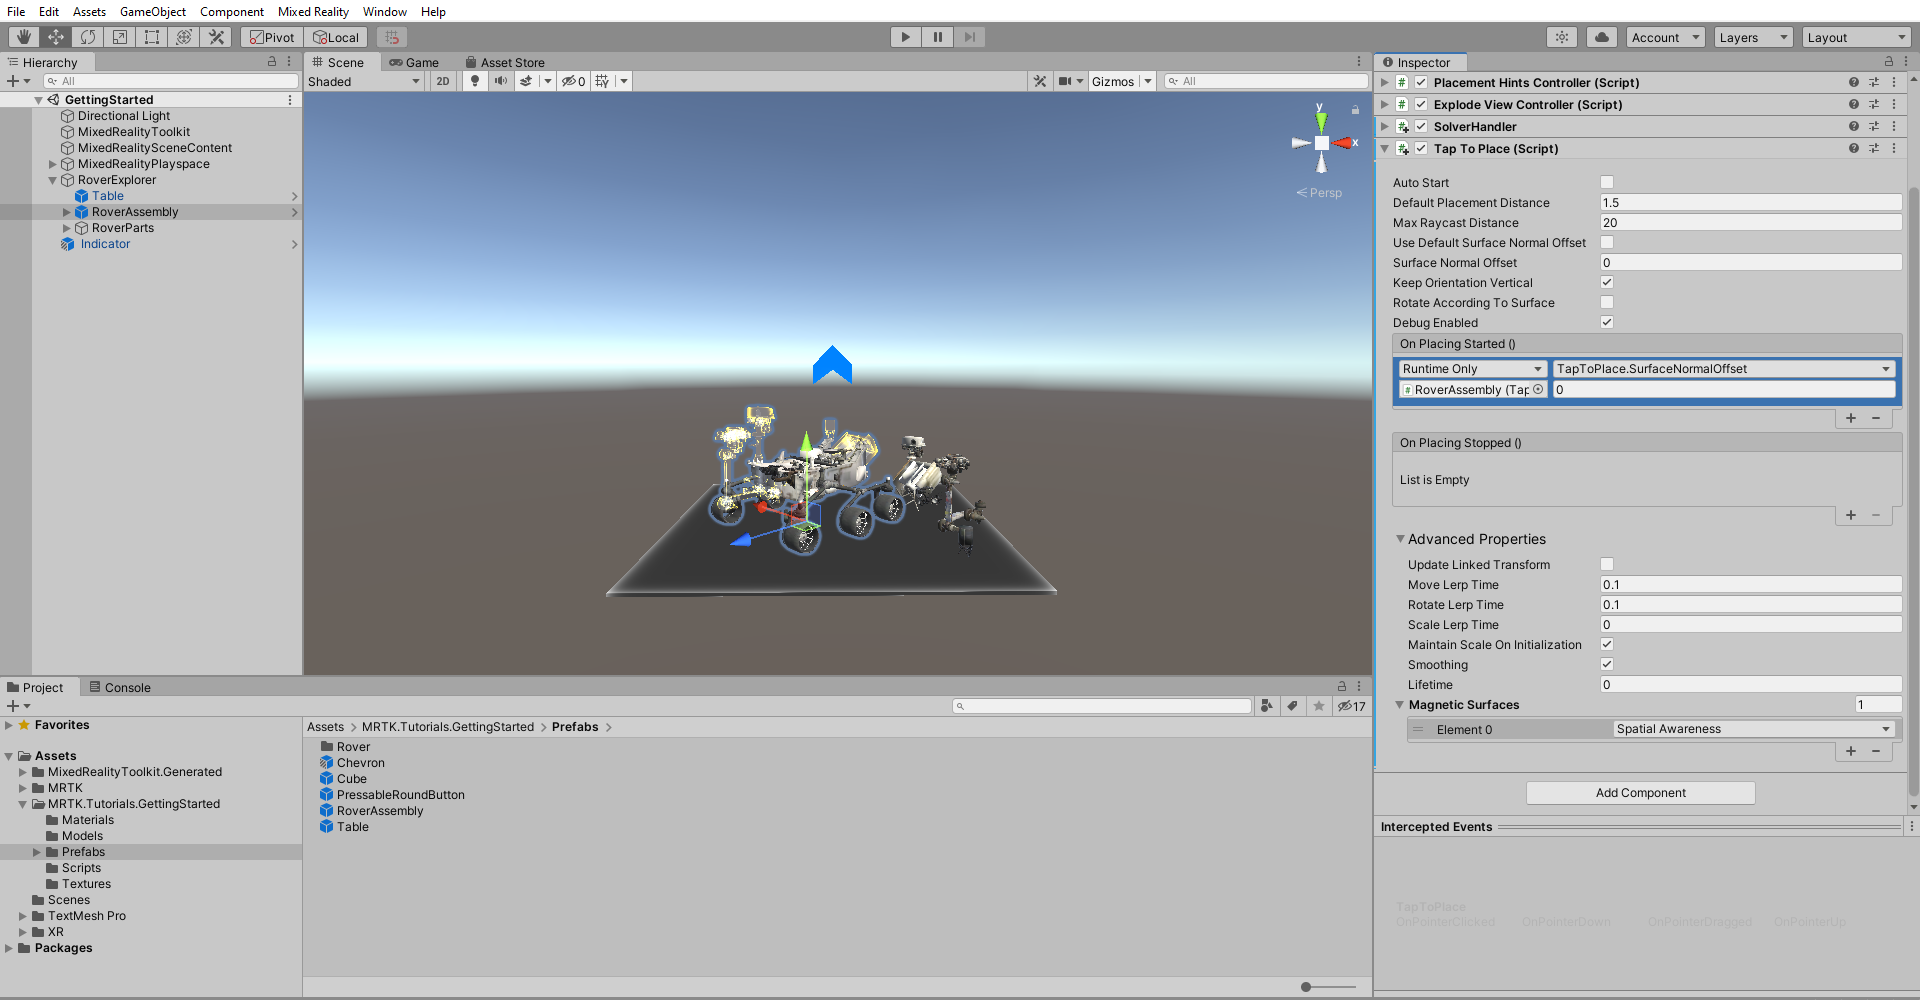 File Edit Assets GameObject Component Mixed Reality Window Help
Pivot Local Account Layers Layout
Hierarchy
All
GettingStarted
Directional Light
MixedRealityToolkit
MixedRealitySceneContent
MixedRealityPlayspace
RoverExplorer
Table
RoverAssembly
RoverParts
Indicator
Scene Game Asset Store
Shaded 2D 0 Gizmos All
y
x
Persp
Inspector
Placement Hints Controller (Script)
Explode View Controller (Script)
SolverHandler
Tap To Place (Script)
Auto Start
Default Placement Distance 1.5
Max Raycast Distance 20
Use Default Surface Normal Offset
Surface Normal Offset 0
Keep Orientation Vertical
Rotate According To Surface
Debug Enabled
On Placing Started ()
Runtime Only TapToPlace.SurfaceNormalOffset
RoverAssembly (Tap 0
On Placing Stopped ()
List is Empty
Advanced Properties
Update Linked Transform
Move Lerp Time 0.1
Rotate Lerp Time 0.1
Scale Lerp Time 0
Maintain Scale On Initialization
Smoothing
Lifetime 0
Magnetic Surfaces 1
Element 0 Spatial Awareness
Add Component
Intercepted Events
TapToPlace
OnPointerClicked OnPointerDown OnPointerDragged OnPointerUp
Project Console
17
Favorites
Assets
MixedRealityToolkit.Generated
MRTK
MRTK.Tutorials.GettingStarted
Materials
Models
Prefabs
Scripts
Textures
Scenes
TextMesh Pro
XR
Packages
Assets > MRTK.Tutorials.GettingStarted > Prefabs >
Rover
Chevron
Cube
PressableRoundButton
RoverAssembly
Table